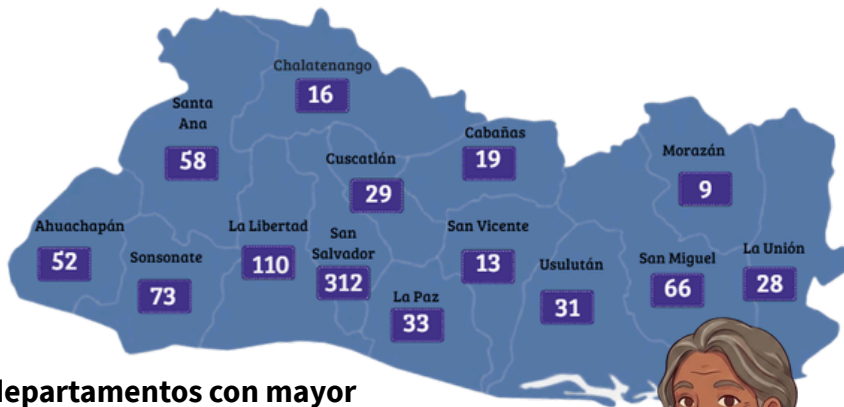 Chalatenango
16
Santa
Ana
58
Cabañas
19
Cuscatlán
29
Morazán
9
Ahuachapán
52
Sonsonate
73
La Libertad
110
San
Salvador
312
La Paz
33
San Vicente
13
Usulután
31
San Miguel
66
La Unión
28
departamentos con mayor